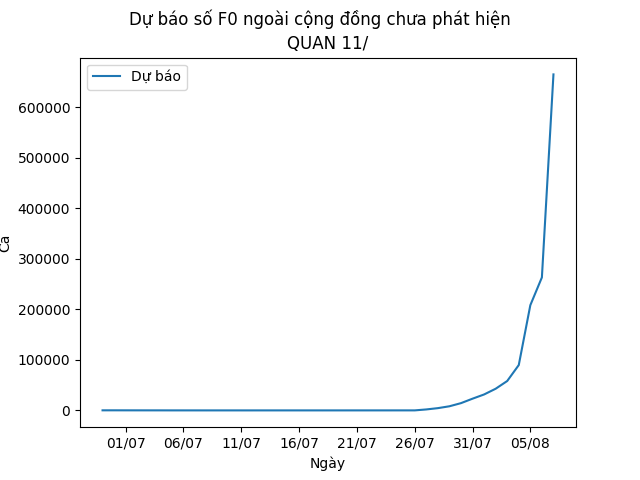 Dự báo số F0 ngoài cộng đồng chưa phát hiện
QUAN 11/
Dự báo
600000
500000
400000
300000
200000
100000
0
Ca
01/07 06/07 11/07 16/07 21/07 26/07 31/07 05/08
Ngày